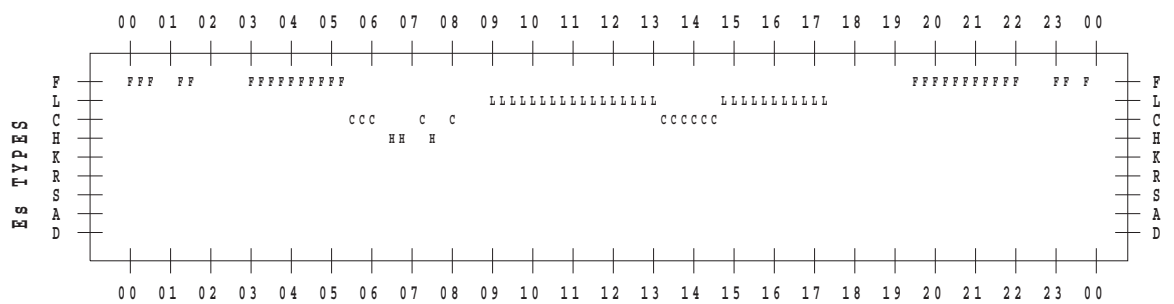 00 01 02 03 04 05 06 07 08 09 10 11 12 13 14 15 16 17 18 19 20 21 22 23 00
F FFF FF FFFFFFFFFF FFFFFFFFFFF FF F F
L LLLLLLLLLLLLLLLLL LLLLLLLLLLL L
C CCC C C CCCCCC C
H HH H H
K K
R R
S S
A A
D D
Es TYPES
00 01 02 03 04 05 06 07 08 09 10 11 12 13 14 15 16 17 18 19 20 21 22 23 00